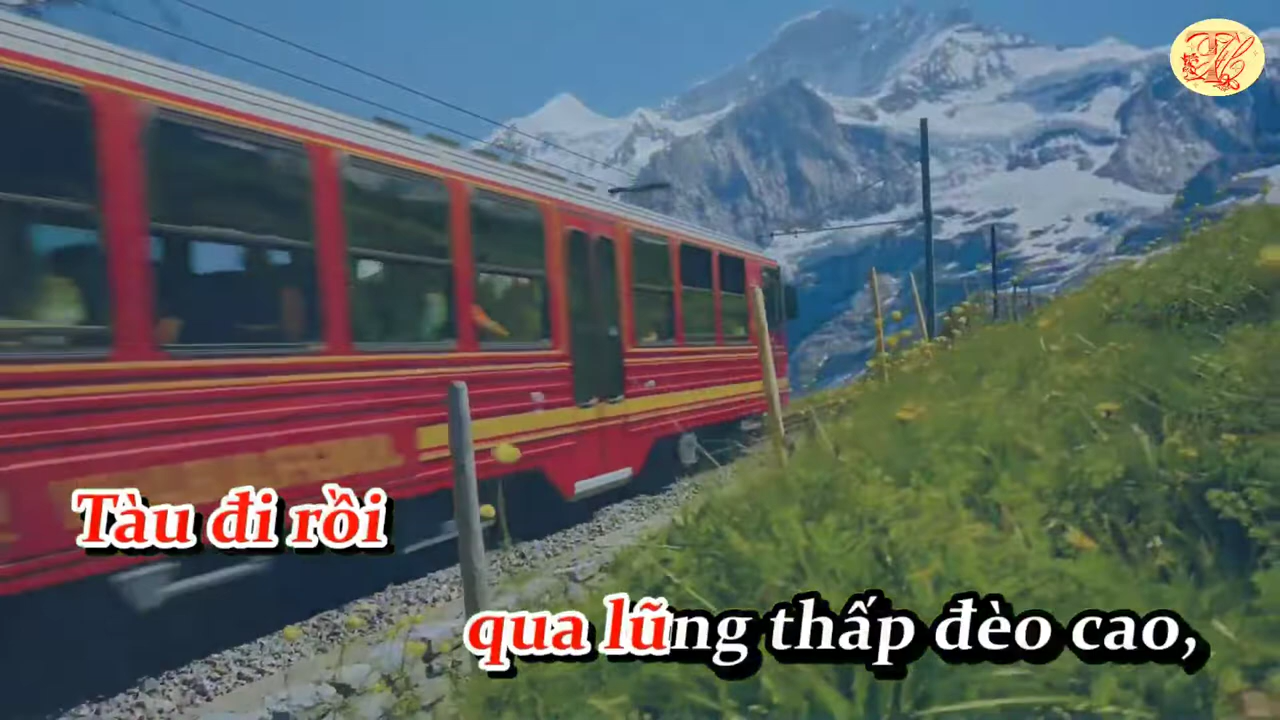 Tàu đi rồi
qua lũng thấp đèo cao,